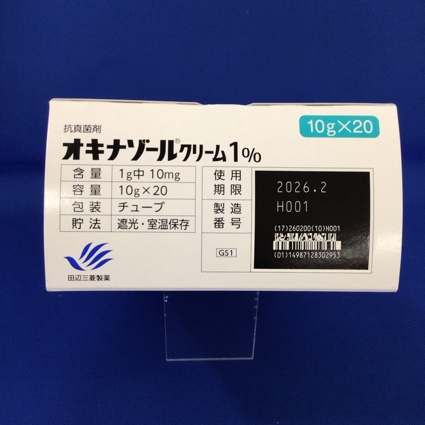 抗真菌剤
オキナゾール®クリーム1%
10g×20
含量 1g中 10mg
容量 10g×20
包装 チューブ
貯法 遮光・室温保存
使用期限 2026.2
製造番号 H001
(17)260200(10)H001
(01)14987128302953
GS1
田辺三菱製薬